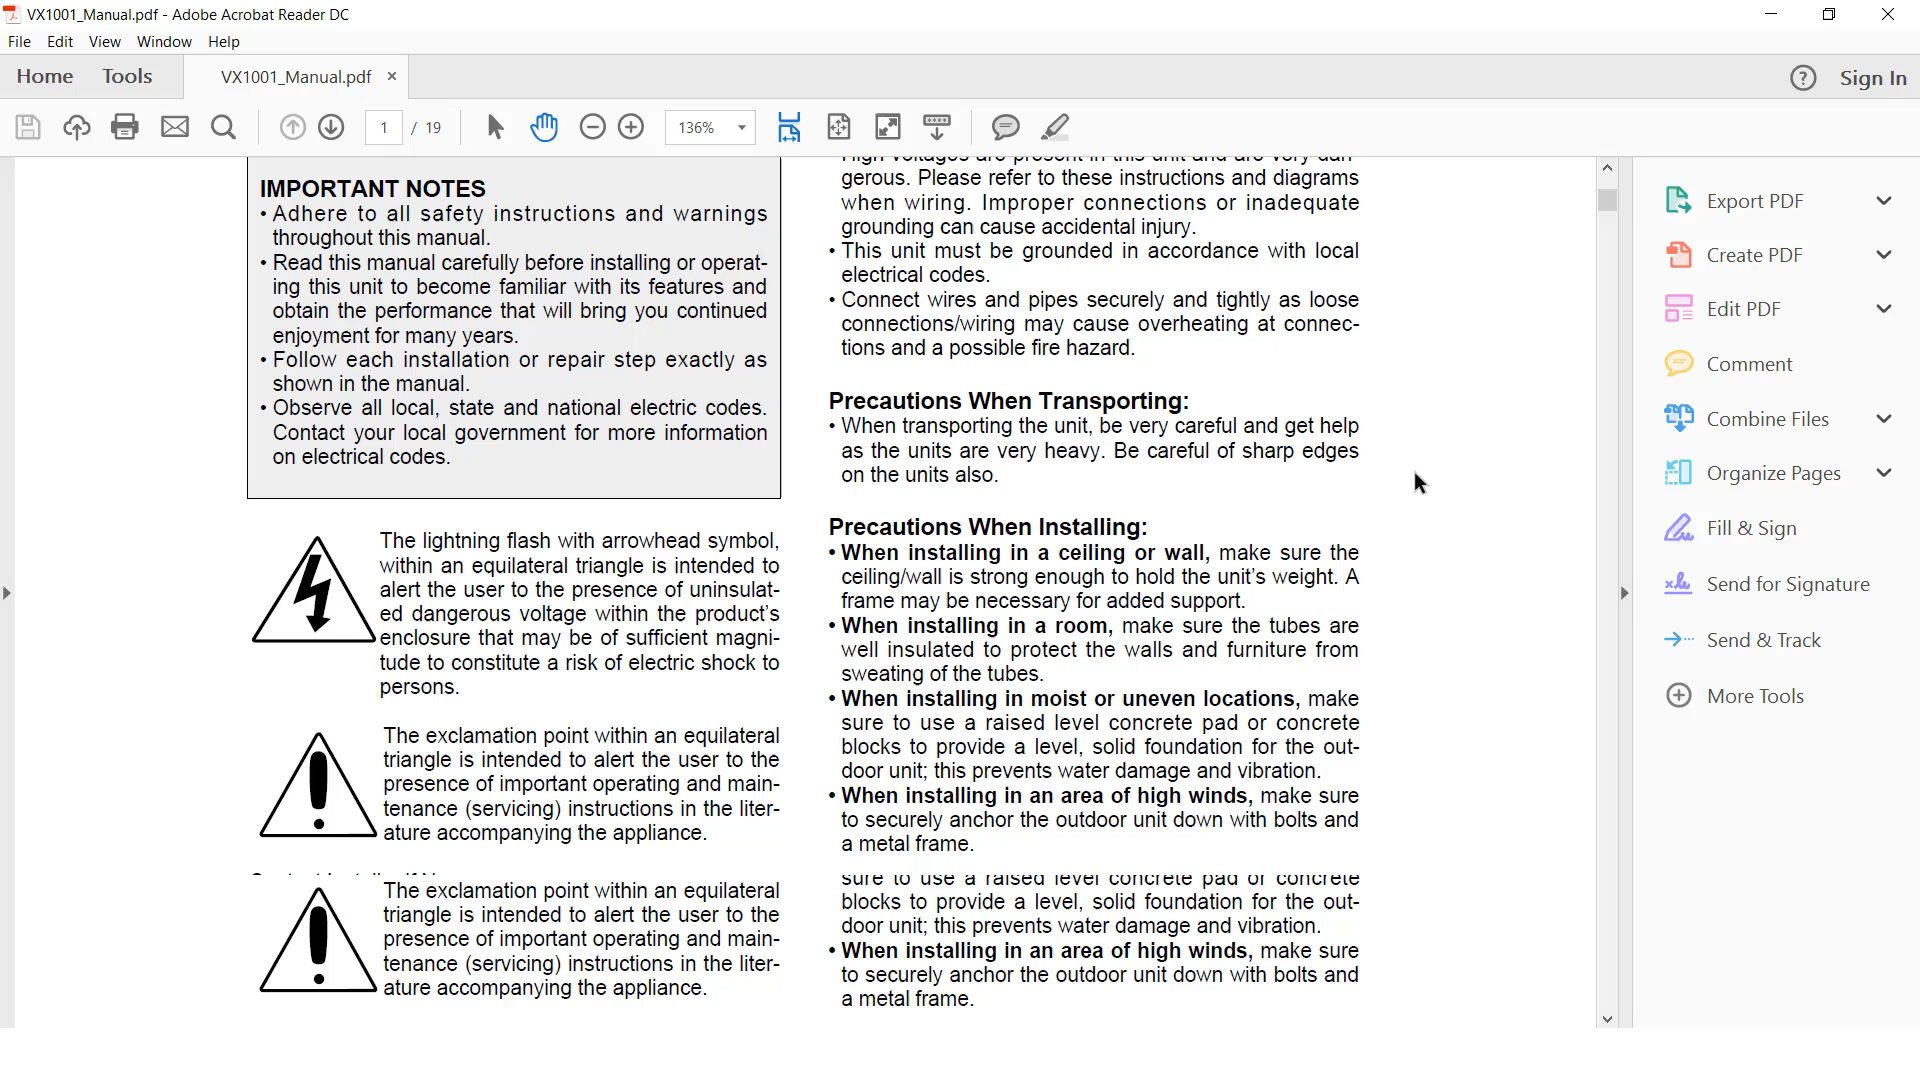 VX1001_Manual.pdf - Adobe Acrobat Reader DC
File Edit View Window Help
Home Tools VX1001_Manual.pdf × Sign In
1 / 19 136%
IMPORTANT NOTES
• Adhere to all safety instructions and warnings
throughout this manual.
• Read this manual carefully before installing or operat-
ing this unit to become familiar with its features and
obtain the performance that will bring you continued
enjoyment for many years.
• Follow each installation or repair step exactly as
shown in the manual.
• Observe all local, state and national electric codes.
Contact your local government for more information
on electrical codes.
The lightning flash with arrowhead symbol,
within an equilateral triangle is intended to
alert the user to the presence of uninsulat-
ed dangerous voltage within the product's
enclosure that may be of sufficient magni-
tude to constitute a risk of electric shock to
persons.
The exclamation point within an equilateral
triangle is intended to alert the user to the
presence of important operating and main-
tenance (servicing) instructions in the liter-
ature accompanying the appliance.
The exclamation point within an equilateral
triangle is intended to alert the user to the
presence of important operating and main-
tenance (servicing) instructions in the liter-
ature accompanying the appliance.
High voltages are present in this unit and are very dan-
gerous. Please refer to these instructions and diagrams
when wiring. Improper connections or inadequate
grounding can cause accidental injury.
• This unit must be grounded in accordance with local
electrical codes.
• Connect wires and pipes securely and tightly as loose
connections/wiring may cause overheating at connec-
tions and a possible fire hazard.
Precautions When Transporting:
• When transporting the unit, be very careful and get help
as the units are very heavy. Be careful of sharp edges
on the units also.
Precautions When Installing:
• When installing in a ceiling or wall, make sure the
ceiling/wall is strong enough to hold the unit's weight. A
frame may be necessary for added support.
• When installing in a room, make sure the tubes are
well insulated to protect the walls and furniture from
sweating of the tubes.
• When installing in moist or uneven locations, make
sure to use a raised level concrete pad or concrete
blocks to provide a level, solid foundation for the out-
door unit; this prevents water damage and vibration.
• When installing in an area of high winds, make sure
to securely anchor the outdoor unit down with bolts and
a metal frame.
sure to use a raised level concrete pad or concrete
blocks to provide a level, solid foundation for the out-
door unit; this prevents water damage and vibration.
• When installing in an area of high winds, make sure
to securely anchor the outdoor unit down with bolts and
a metal frame.
Export PDF
Create PDF
Edit PDF
Comment
Combine Files
Organize Pages
Fill & Sign
Send for Signature
Send & Track
More Tools